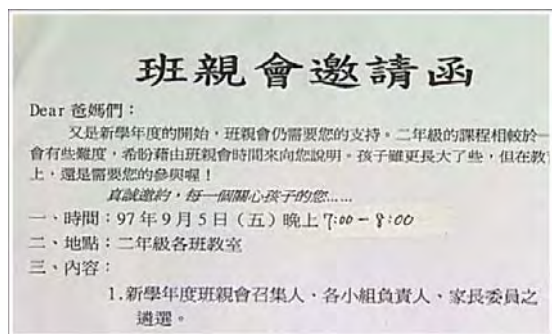 班親會邀請函
Dear 爸媽們：
又是新學年度的開始，班親會仍需要您的支持。二年級的課程相較於一
會有些難度，希盼藉由班親會時間來向您說明。孩子雖更長大了些，但在教
上，還是需要您的參與喔！
真誠邀約，每一個關心孩子的您……
一、時間：97年9月5日（五）晚上 7:00－8:00
二、地點：二年級各班教室
三、內容：
1.新學年度班親會召集人、各小組負責人、家長委員之
遴選。